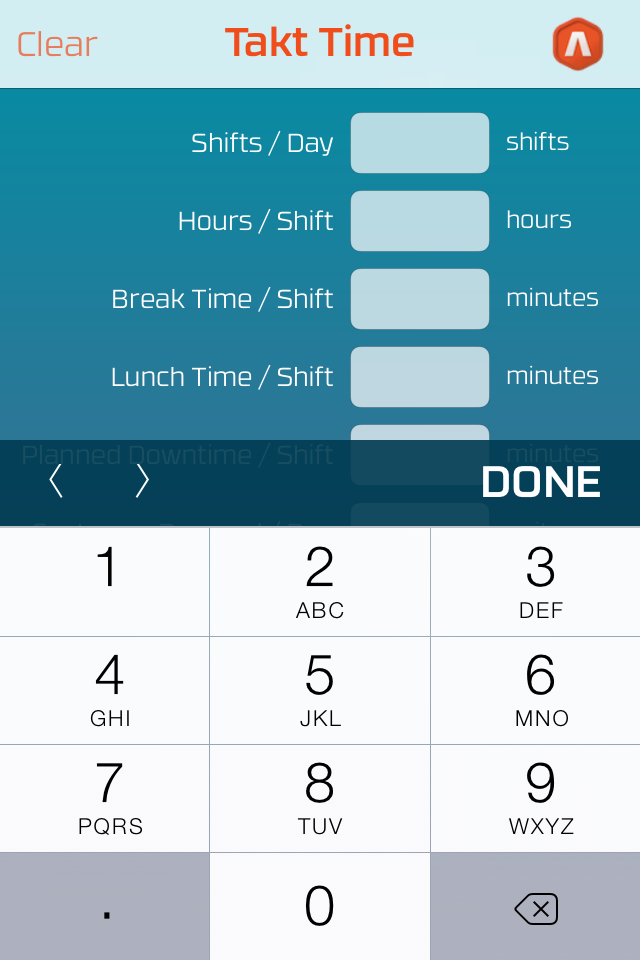 Clear Takt Time
Shifts / Day shifts
Hours / Shift hours
Break Time / Shift minutes
Lunch Time / Shift minutes
Planned Downtime / Shift minutes
DONE
1 2 3
ABC DEF
4 5 6
GHI JKL MNO
7 8 9
PQRS TUV WXYZ
. 0